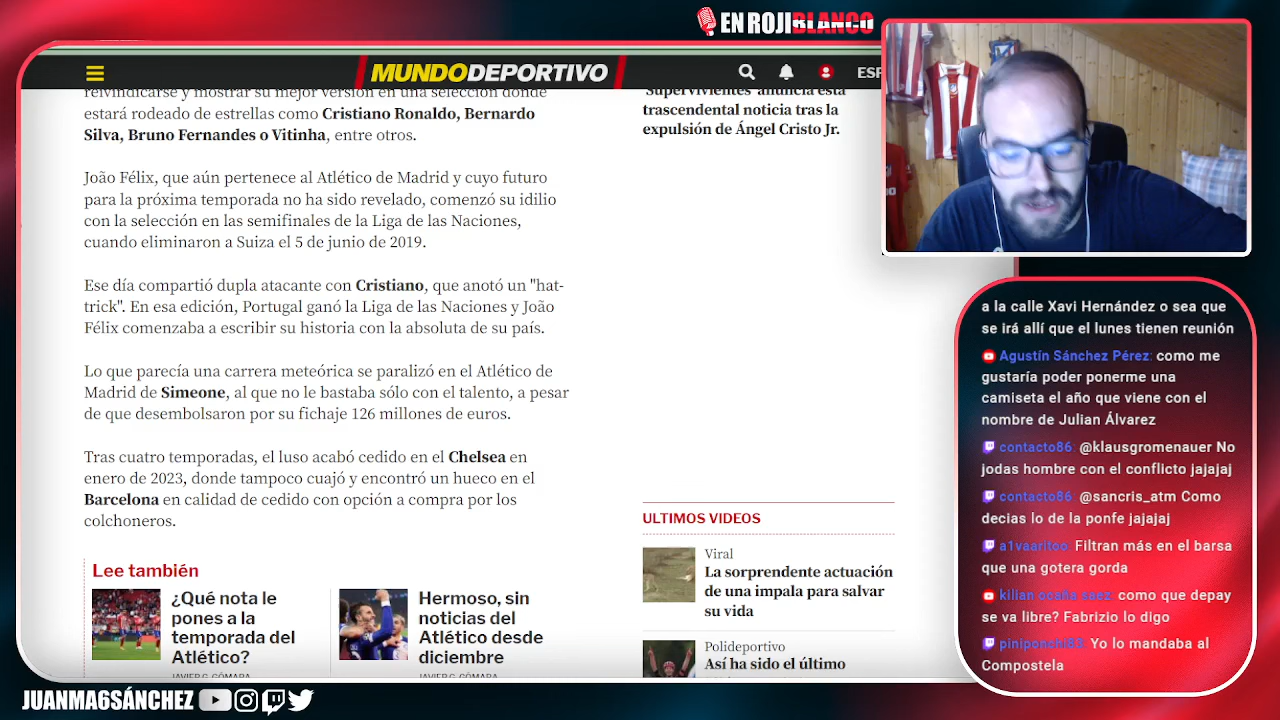 EN ROJIBLANCO
MUNDODEPORTIVO
ESP
reivindicarse y mostrar su mejor versión en una selección donde
estará rodeado de estrellas como Cristiano Ronaldo, Bernardo
Silva, Bruno Fernandes o Vitinha, entre otros.
João Félix, que aún pertenece al Atlético de Madrid y cuyo futuro
para la próxima temporada no ha sido revelado, comenzó su idilio
con la selección en las semifinales de la Liga de las Naciones,
cuando eliminaron a Suiza el 5 de junio de 2019.
Ese día compartió dupla atacante con Cristiano, que anotó un "hat-
trick". En esa edición, Portugal ganó la Liga de las Naciones y João
Félix comenzaba a escribir su historia con la absoluta de su país.
Lo que parecía una carrera meteórica se paralizó en el Atlético de
Madrid de Simeone, al que no le bastaba sólo con el talento, a pesar
de que desembolsaron por su fichaje 126 millones de euros.
Tras cuatro temporadas, el luso acabó cedido en el Chelsea en
enero de 2023, donde tampoco cuajó y encontró un hueco en el
Barcelona en calidad de cedido con opción a compra por los
colchoneros.
Lee también
¿Qué nota le
pones a la
temporada del
Atlético?
JAVIER G. GÓMARA
Hermoso, sin
noticias del
Atlético desde
diciembre
JAVIER G. GÓMARA
'Supervivientes' anuncia esta
trascendental noticia tras la
expulsión de Ángel Cristo Jr.
ULTIMOS VIDEOS
Viral
La sorprendente actuación
de una impala para salvar
su vida
Polideportivo
Así ha sido el último
a la calle Xavi Hernández o sea que
se irá allí que el lunes tienen reunión
Agustín Sánchez Pérez: como me
gustaría poder ponerme una
camiseta el año que viene con el
nombre de Julian Álvarez
contacto86: @klausgromenauer No
jodas hombre con el conflicto jajajaj
contacto86: @sancris_atm Como
decias lo de la ponfe jajajaj
a1vaaritoo: Filtran más en el barsa
que una gotera gorda
kilian ocaña saez: como que depay
se va libre? Fabrizio lo digo
piniponchi83: Yo lo mandaba al
Compostela
JUANMA6SÁNCHEZ